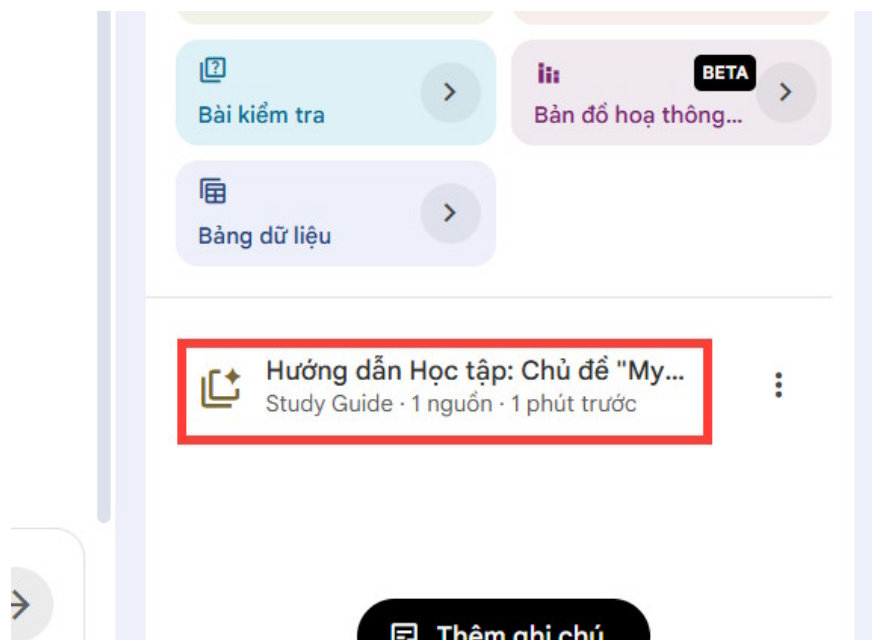 Bài kiểm tra
BETA
Bản đồ hoạ thông...
Bảng dữ liệu
Hướng dẫn Học tập: Chủ đề "My...
Study Guide · 1 nguồn · 1 phút trước
Thêm ghi chú